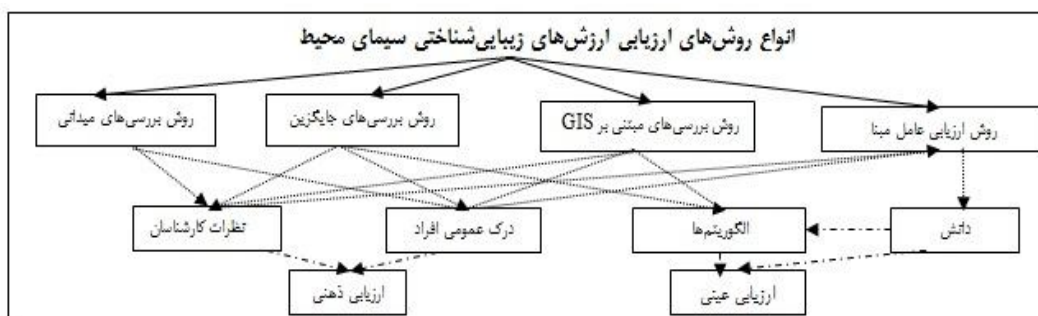 انواع روش‌های ارزیابی ارزش‌های زیبایی‌شناختی سیمای محیط
روش بررسی‌های میدانی
روش بررسی‌های جایگزین
روش بررسی‌های مبتنی بر GIS
روش ارزیابی عامل مبنا
نظرات کارشناسان
درک عمومی افراد
الگوریتم‌ها
دانش
ارزیابی ذهنی
ارزیابی عینی